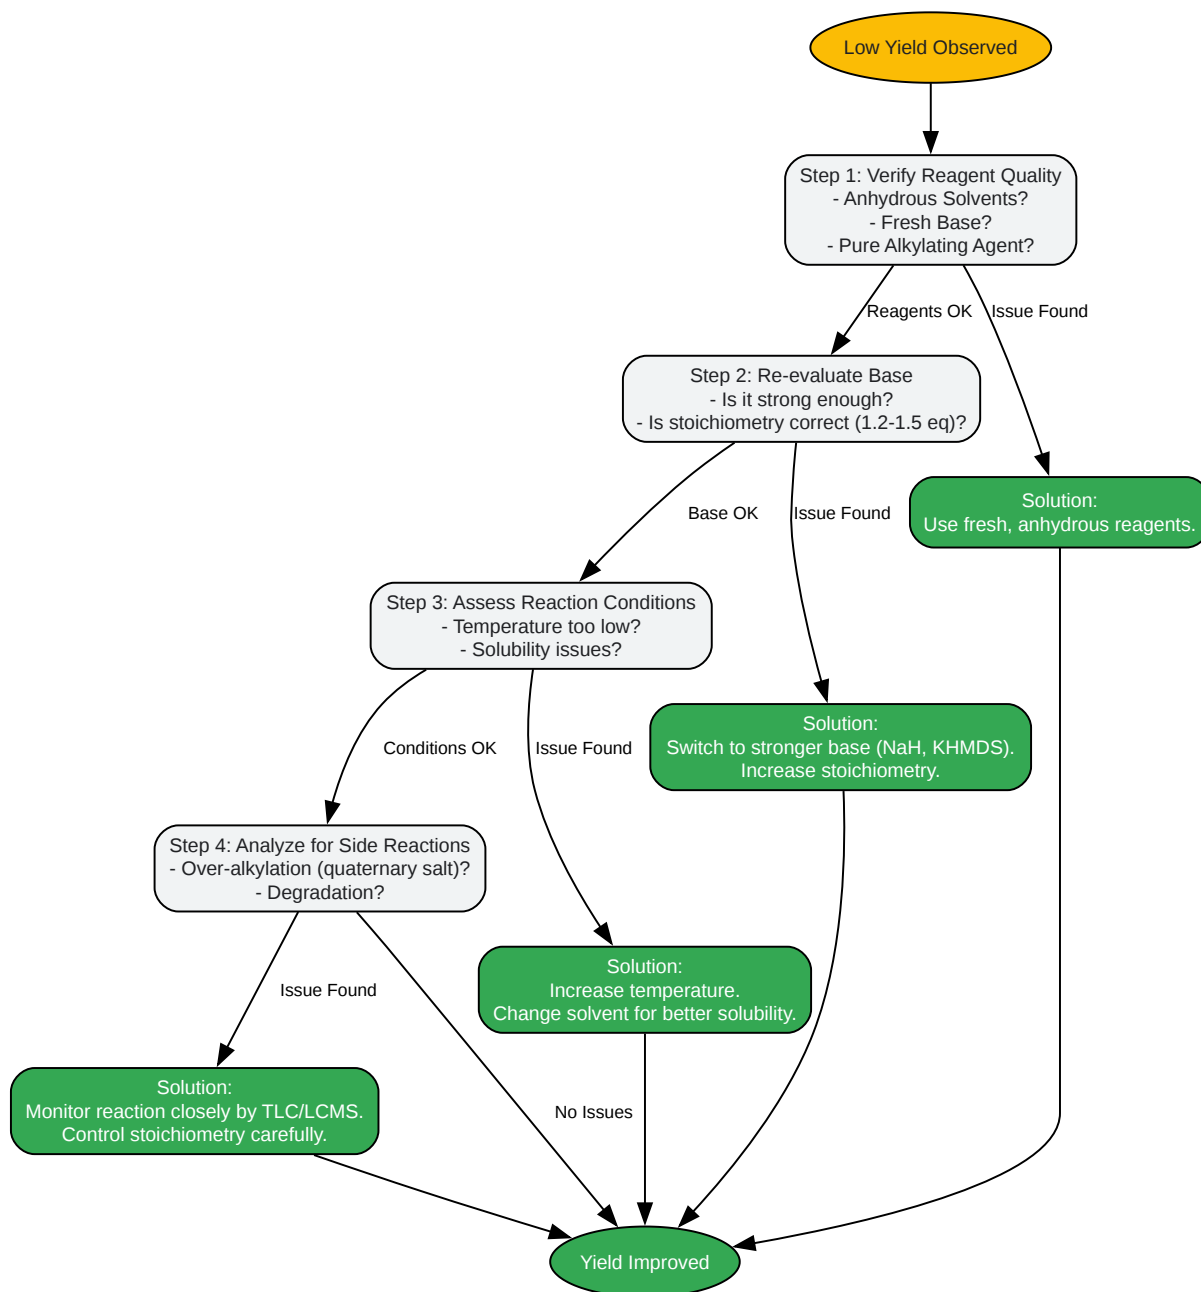 Low Yield Observed
Step 1: Verify Reagent Quality
- Anhydrous Solvents?
- Fresh Base?
- Pure Alkylating Agent?
Reagents OK
Issue Found
Step 2: Re-evaluate Base
- Is it strong enough?
- Is stoichiometry correct (1.2-1.5 eq)?
Solution:
Use fresh, anhydrous reagents.
Base OK
Issue Found
Step 3: Assess Reaction Conditions
- Temperature too low?
- Solubility issues?
Solution:
Switch to stronger base (NaH, KHMDS).
Increase stoichiometry.
Conditions OK
Issue Found
Step 4: Analyze for Side Reactions
- Over-alkylation (quaternary salt)?
- Degradation?
Solution:
Increase temperature.
Change solvent for better solubility.
Issue Found
Solution:
Monitor reaction closely by TLC/LCMS.
Control stoichiometry carefully.
No Issues
Yield Improved